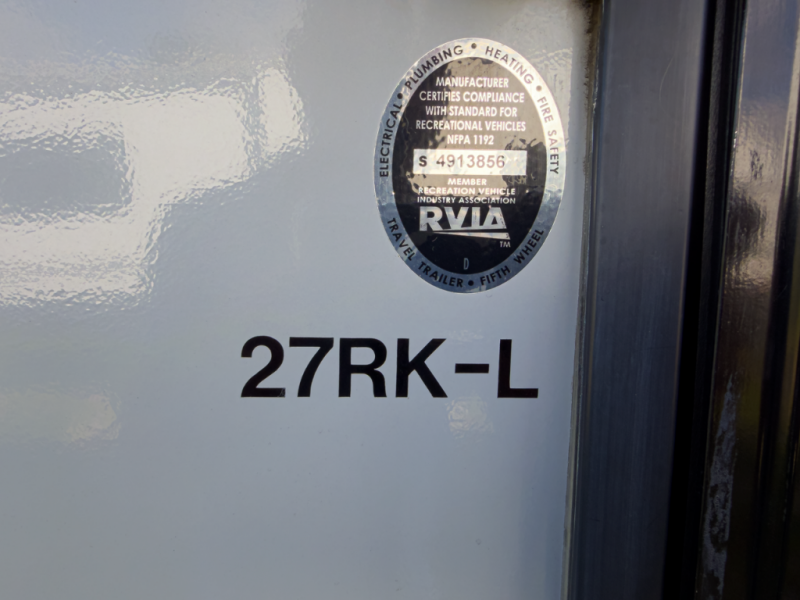 ELECTRICAL • PLUMBING • HEATING • FIRE SAFETY
MANUFACTURER
CERTIFIES COMPLIANCE
WITH STANDARD FOR
RECREATIONAL VEHICLES
NFPA 1192
S 4913856
MEMBER
RECREATION VEHICLE
INDUSTRY ASSOCIATION
RVIA
TM
D
TRAVEL TRAILER • FIFTH WHEEL
27RK-L